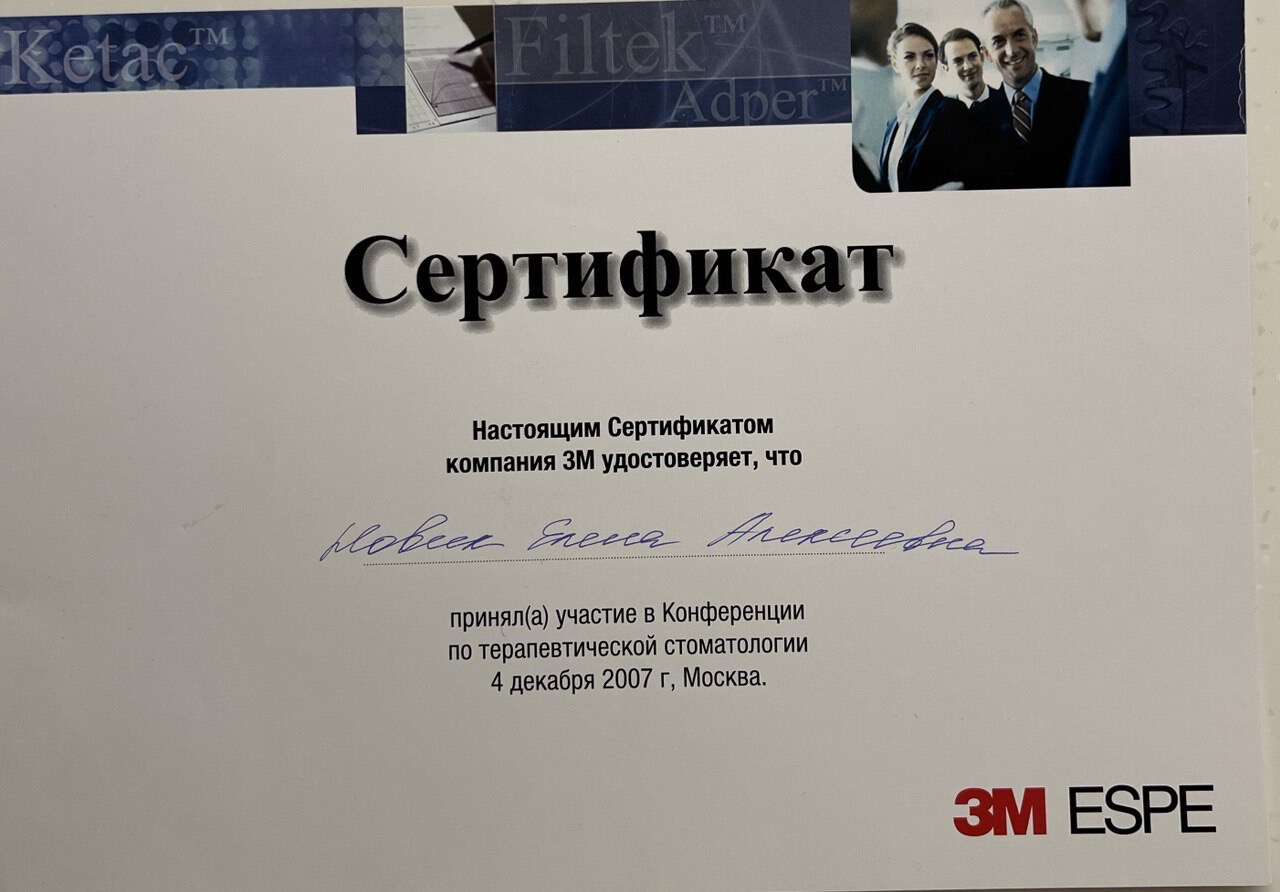 Ketac™
Filtek™
Adper™
Сертификат
Настоящим Сертификатом
компания 3М удостоверяет, что
Новик Елена Алексеевна
принял(а) участие в Конференции
по терапевтической стоматологии
4 декабря 2007 г, Москва.
3M ESPE